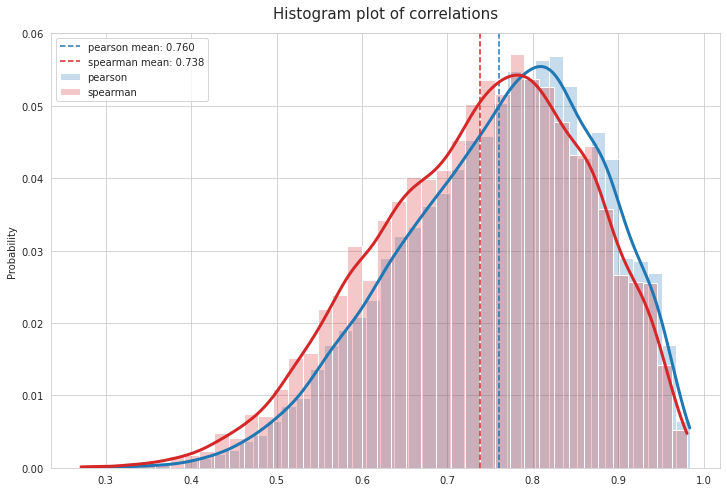 Histogram plot of correlations
0.06
pearson mean: 0.760
spearman mean: 0.738
pearson
spearman
0.05
0.04
0.03
Probability
0.02
0.01
0.00
0.3 0.4 0.5 0.6 0.7 0.8 0.9 1.0